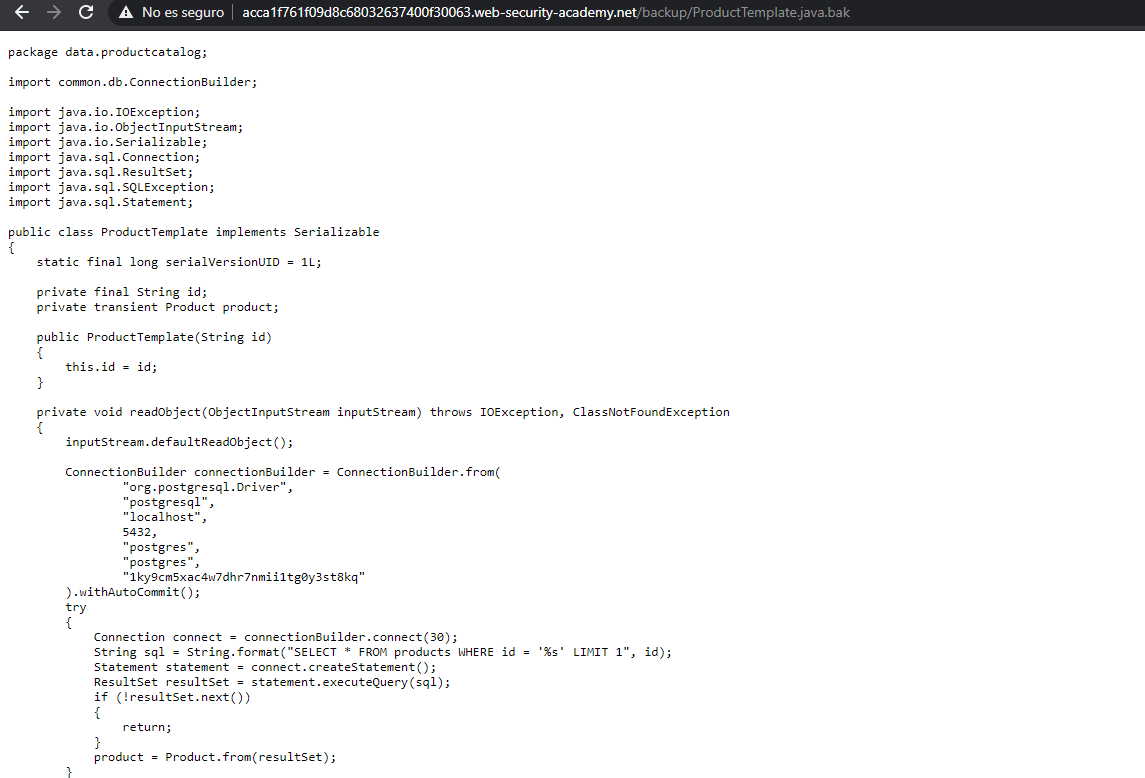 No es seguro acca1f761f09d8c68032637400f30063.web-security-academy.net/backup/ProductTemplate.java.bak
package data.productcatalog;
import common.db.ConnectionBuilder;
import java.io.IOException;
import java.io.ObjectInputStream;
import java.io.Serializable;
import java.sql.Connection;
import java.sql.ResultSet;
import java.sql.SQLException;
import java.sql.Statement;
public class ProductTemplate implements Serializable
{
    static final long serialVersionUID = 1L;
    private final String id;
    private transient Product product;
    public ProductTemplate(String id)
    {
        this.id = id;
    }
    private void readObject(ObjectInputStream inputStream) throws IOException, ClassNotFoundException
    {
        inputStream.defaultReadObject();
        ConnectionBuilder connectionBuilder = ConnectionBuilder.from(
                "org.postgresql.Driver",
                "postgresql",
                "localhost",
                5432,
                "postgres",
                "postgres",
                "1ky9cm5xac4w7dhr7nmii1tg0y3st8kq"
        ).withAutoCommit();
        try
        {
            Connection connect = connectionBuilder.connect(30);
            String sql = String.format("SELECT * FROM products WHERE id = '%s' LIMIT 1", id);
            Statement statement = connect.createStatement();
            ResultSet resultSet = statement.executeQuery(sql);
            if (!resultSet.next())
            {
                return;
            }
            product = Product.from(resultSet);
        }